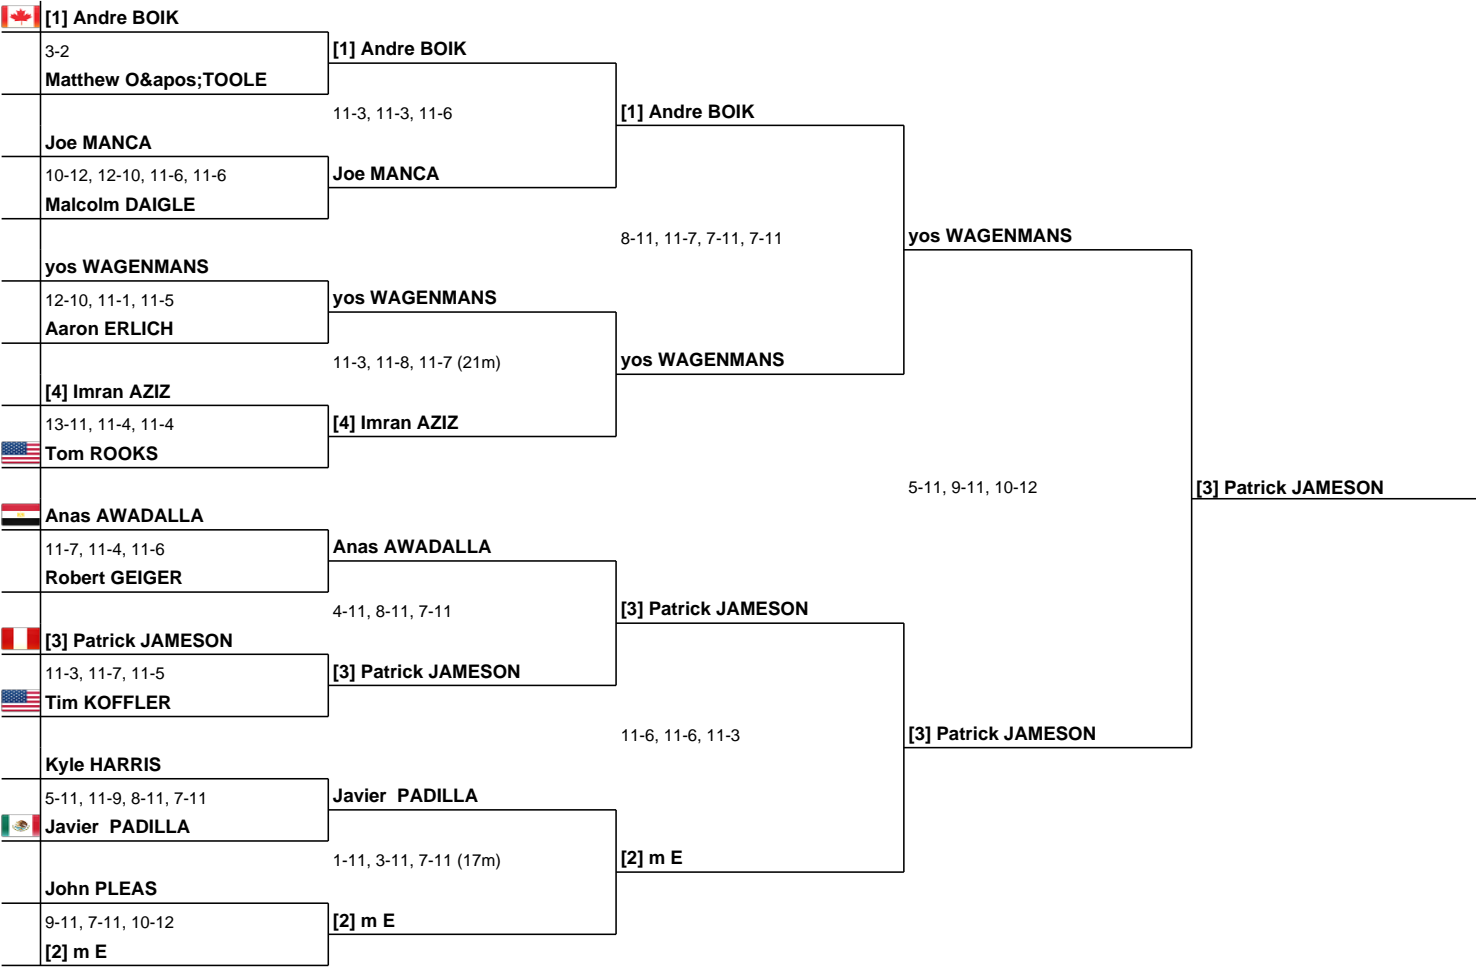 [1] Andre BOIK
3-2
Matthew O&apos;TOOLE
Joe MANCA
10-12, 12-10, 11-6, 11-6
Malcolm DAIGLE
yos WAGENMANS
12-10, 11-1, 11-5
Aaron ERLICH
[4] Imran AZIZ
13-11, 11-4, 11-4
Tom ROOKS
Anas AWADALLA
11-7, 11-4, 11-6
Robert GEIGER
[3] Patrick JAMESON
11-3, 11-7, 11-5
Tim KOFFLER
Kyle HARRIS
5-11, 11-9, 8-11, 7-11
Javier  PADILLA
John PLEAS
9-11, 7-11, 10-12
[2] m E
[1] Andre BOIK
11-3, 11-3, 11-6
Joe MANCA
yos WAGENMANS
11-3, 11-8, 11-7 (21m)
[4] Imran AZIZ
Anas AWADALLA
4-11, 8-11, 7-11
[3] Patrick JAMESON
Javier  PADILLA
1-11, 3-11, 7-11 (17m)
[2] m E
[1] Andre BOIK
8-11, 11-7, 7-11, 7-11
yos WAGENMANS
[3] Patrick JAMESON
11-6, 11-6, 11-3
[2] m E
yos WAGENMANS
5-11, 9-11, 10-12
[3] Patrick JAMESON
[3] Patrick JAMESON